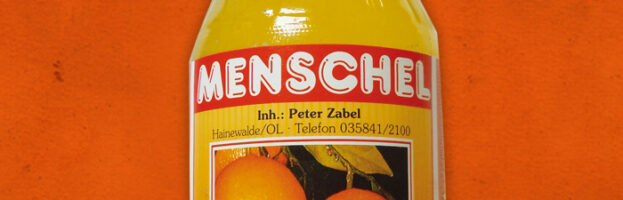 MENSCHEL
Inh.: Peter Zabel
Hainewalde/OL · Telefon 035841/2100